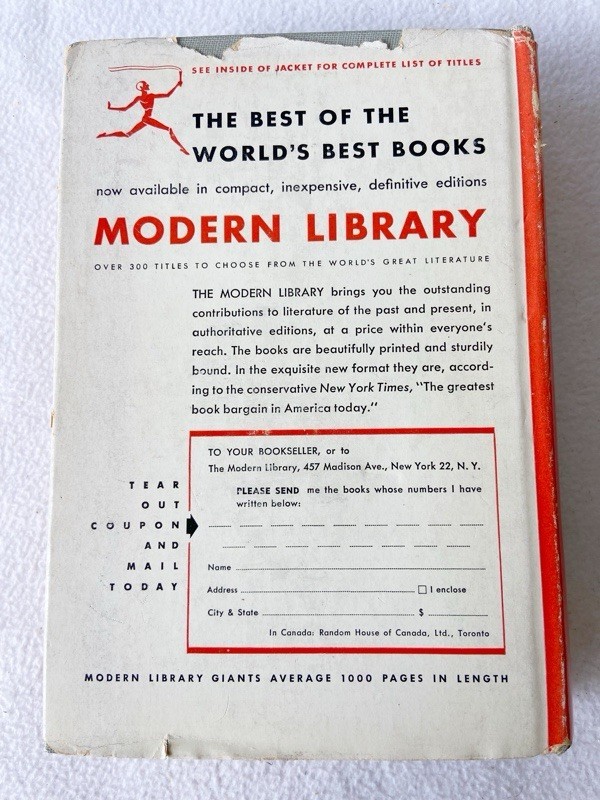 SEE INSIDE OF JACKET FOR COMPLETE LIST OF TITLES
THE BEST OF THE
WORLD'S BEST BOOKS
now available in compact, inexpensive, definitive editions
MODERN LIBRARY
OVER 300 TITLES TO CHOOSE FROM THE WORLD'S GREAT LITERATURE
THE MODERN LIBRARY brings you the outstanding
contributions to literature of the past and present, in
authoritative editions, at a price within everyone's
reach. The books are beautifully printed and sturdily
bound. In the exquisite new format they are, accord-
ing to the conservative New York Times, "The greatest
book bargain in America today."
TO YOUR BOOKSELLER, or to
The Modern Library, 457 Madison Ave., New York 22, N. Y.
PLEASE SEND me the books whose numbers I have
written below:
TEAR
OUT
COUPON
AND
MAIL
TODAY
Name
Address I enclose
City & State $
In Canada: Random House of Canada, Ltd., Toronto
MODERN LIBRARY GIANTS AVERAGE 1000 PAGES IN LENGTH